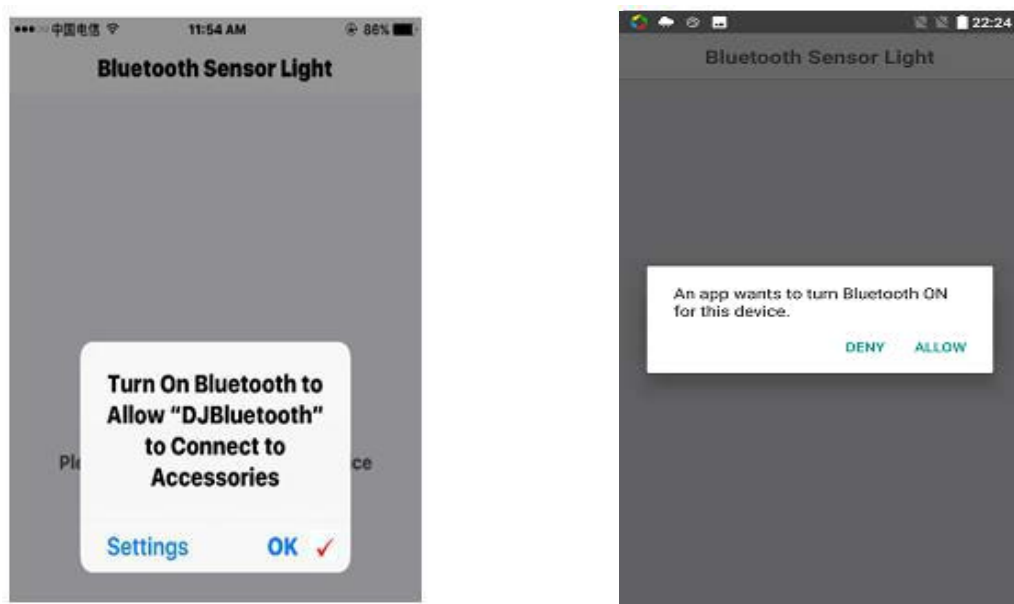 中国电信 11:54 AM 86%
Bluetooth Sensor Light
Turn On Bluetooth to
Allow “DJBluetooth”
to Connect to
Accessories
Ple ce
Settings OK ✓
22:24
Bluetooth Sensor Light
An app wants to turn Bluetooth ON
for this device.
DENY ALLOW